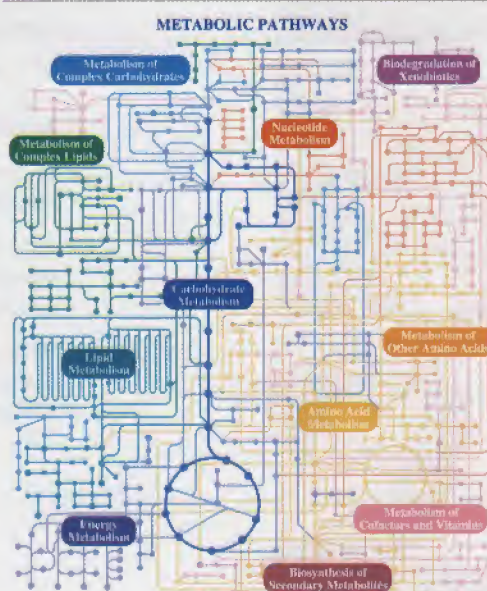 METABOLIC PATHWAYS
Metabolism of
Complex Carbohydrates
Biodegradation of
Xenobiotics
Nucleotide
Metabolism
Metabolism of
Complex Lipids
Carbohydrate
Metabolism
Lipid
Metabolism
Metabolism of
Other Amino Acids
Amino Acid
Metabolism
Energy
Metabolism
Metabolism of
Cofactors and Vitamins
Biosynthesis of
Secondary Metabolites